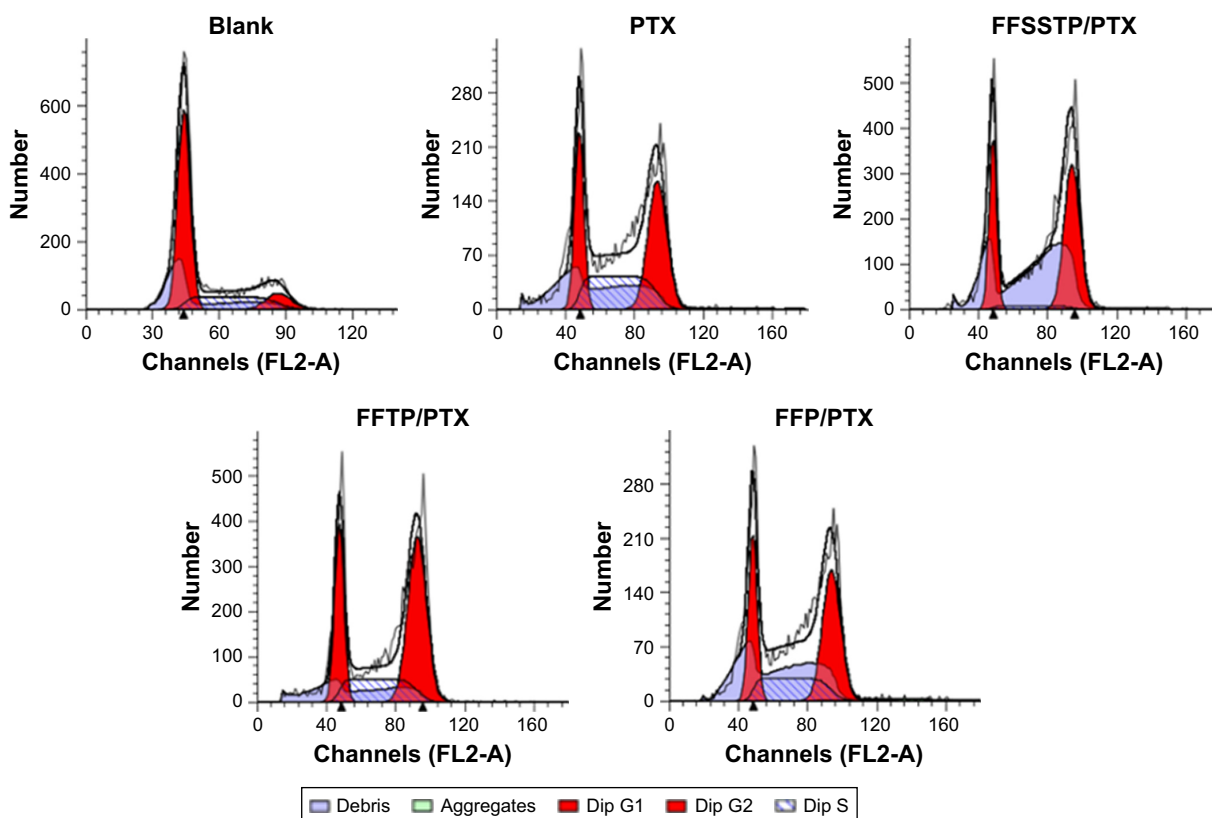 Blank
Number
600
400
200
0
0 30 60 90 120
Channels (FL2-A)
PTX
Number
280
210
140
70
0
0 40 80 120 160
Channels (FL2-A)
FFSSTP/PTX
Number
500
400
300
200
100
0
0 40 80 120 160
Channels (FL2-A)
FFTP/PTX
Number
500
400
300
200
100
0
0 40 80 120 160
Channels (FL2-A)
FFP/PTX
Number
280
210
140
70
0
0 40 80 120 160
Channels (FL2-A)
Debris Aggregates Dip G1 Dip G2 Dip S